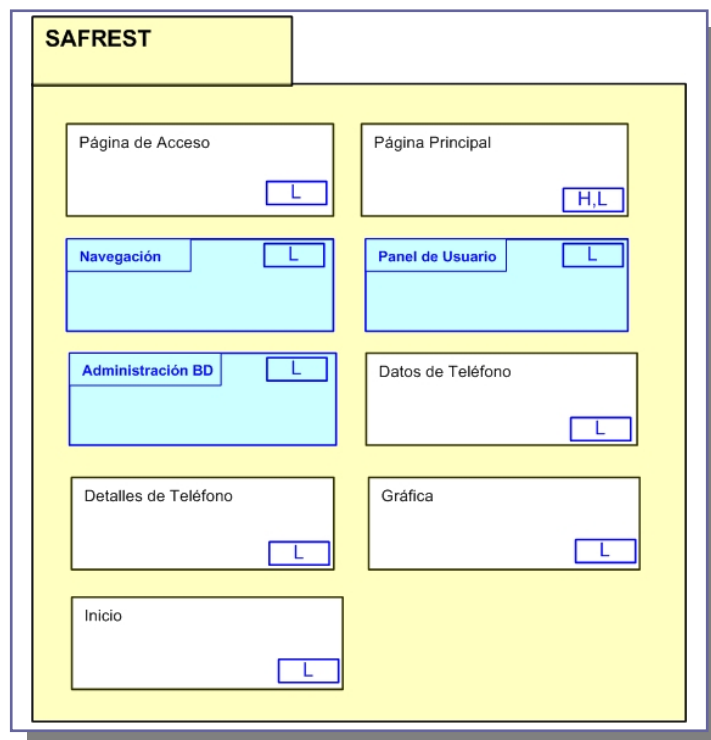 SAFREST
Página de Acceso
L
Página Principal
H,L
Navegación
L
Panel de Usuario
L
Administración BD
L
Datos de Teléfono
L
Detalles de Teléfono
L
Gráfica
L
Inicio
L